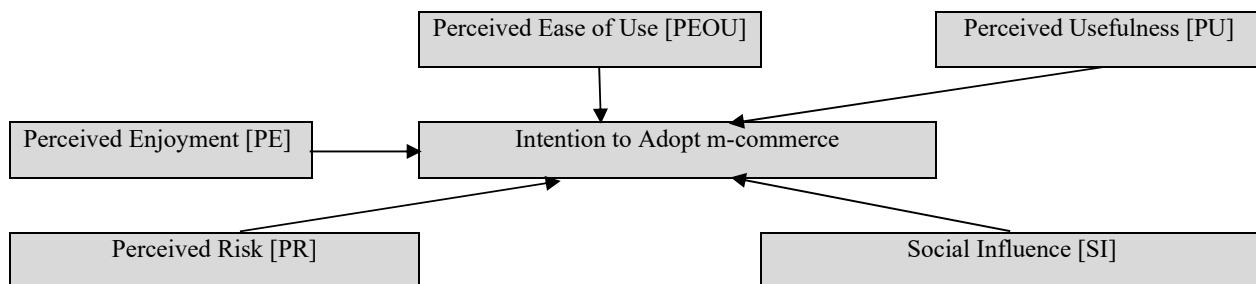 Perceived Ease of Use [PEOU]
Perceived Usefulness [PU]
Perceived Enjoyment [PE]
Intention to Adopt m-commerce
Perceived Risk [PR]
Social Influence [SI]